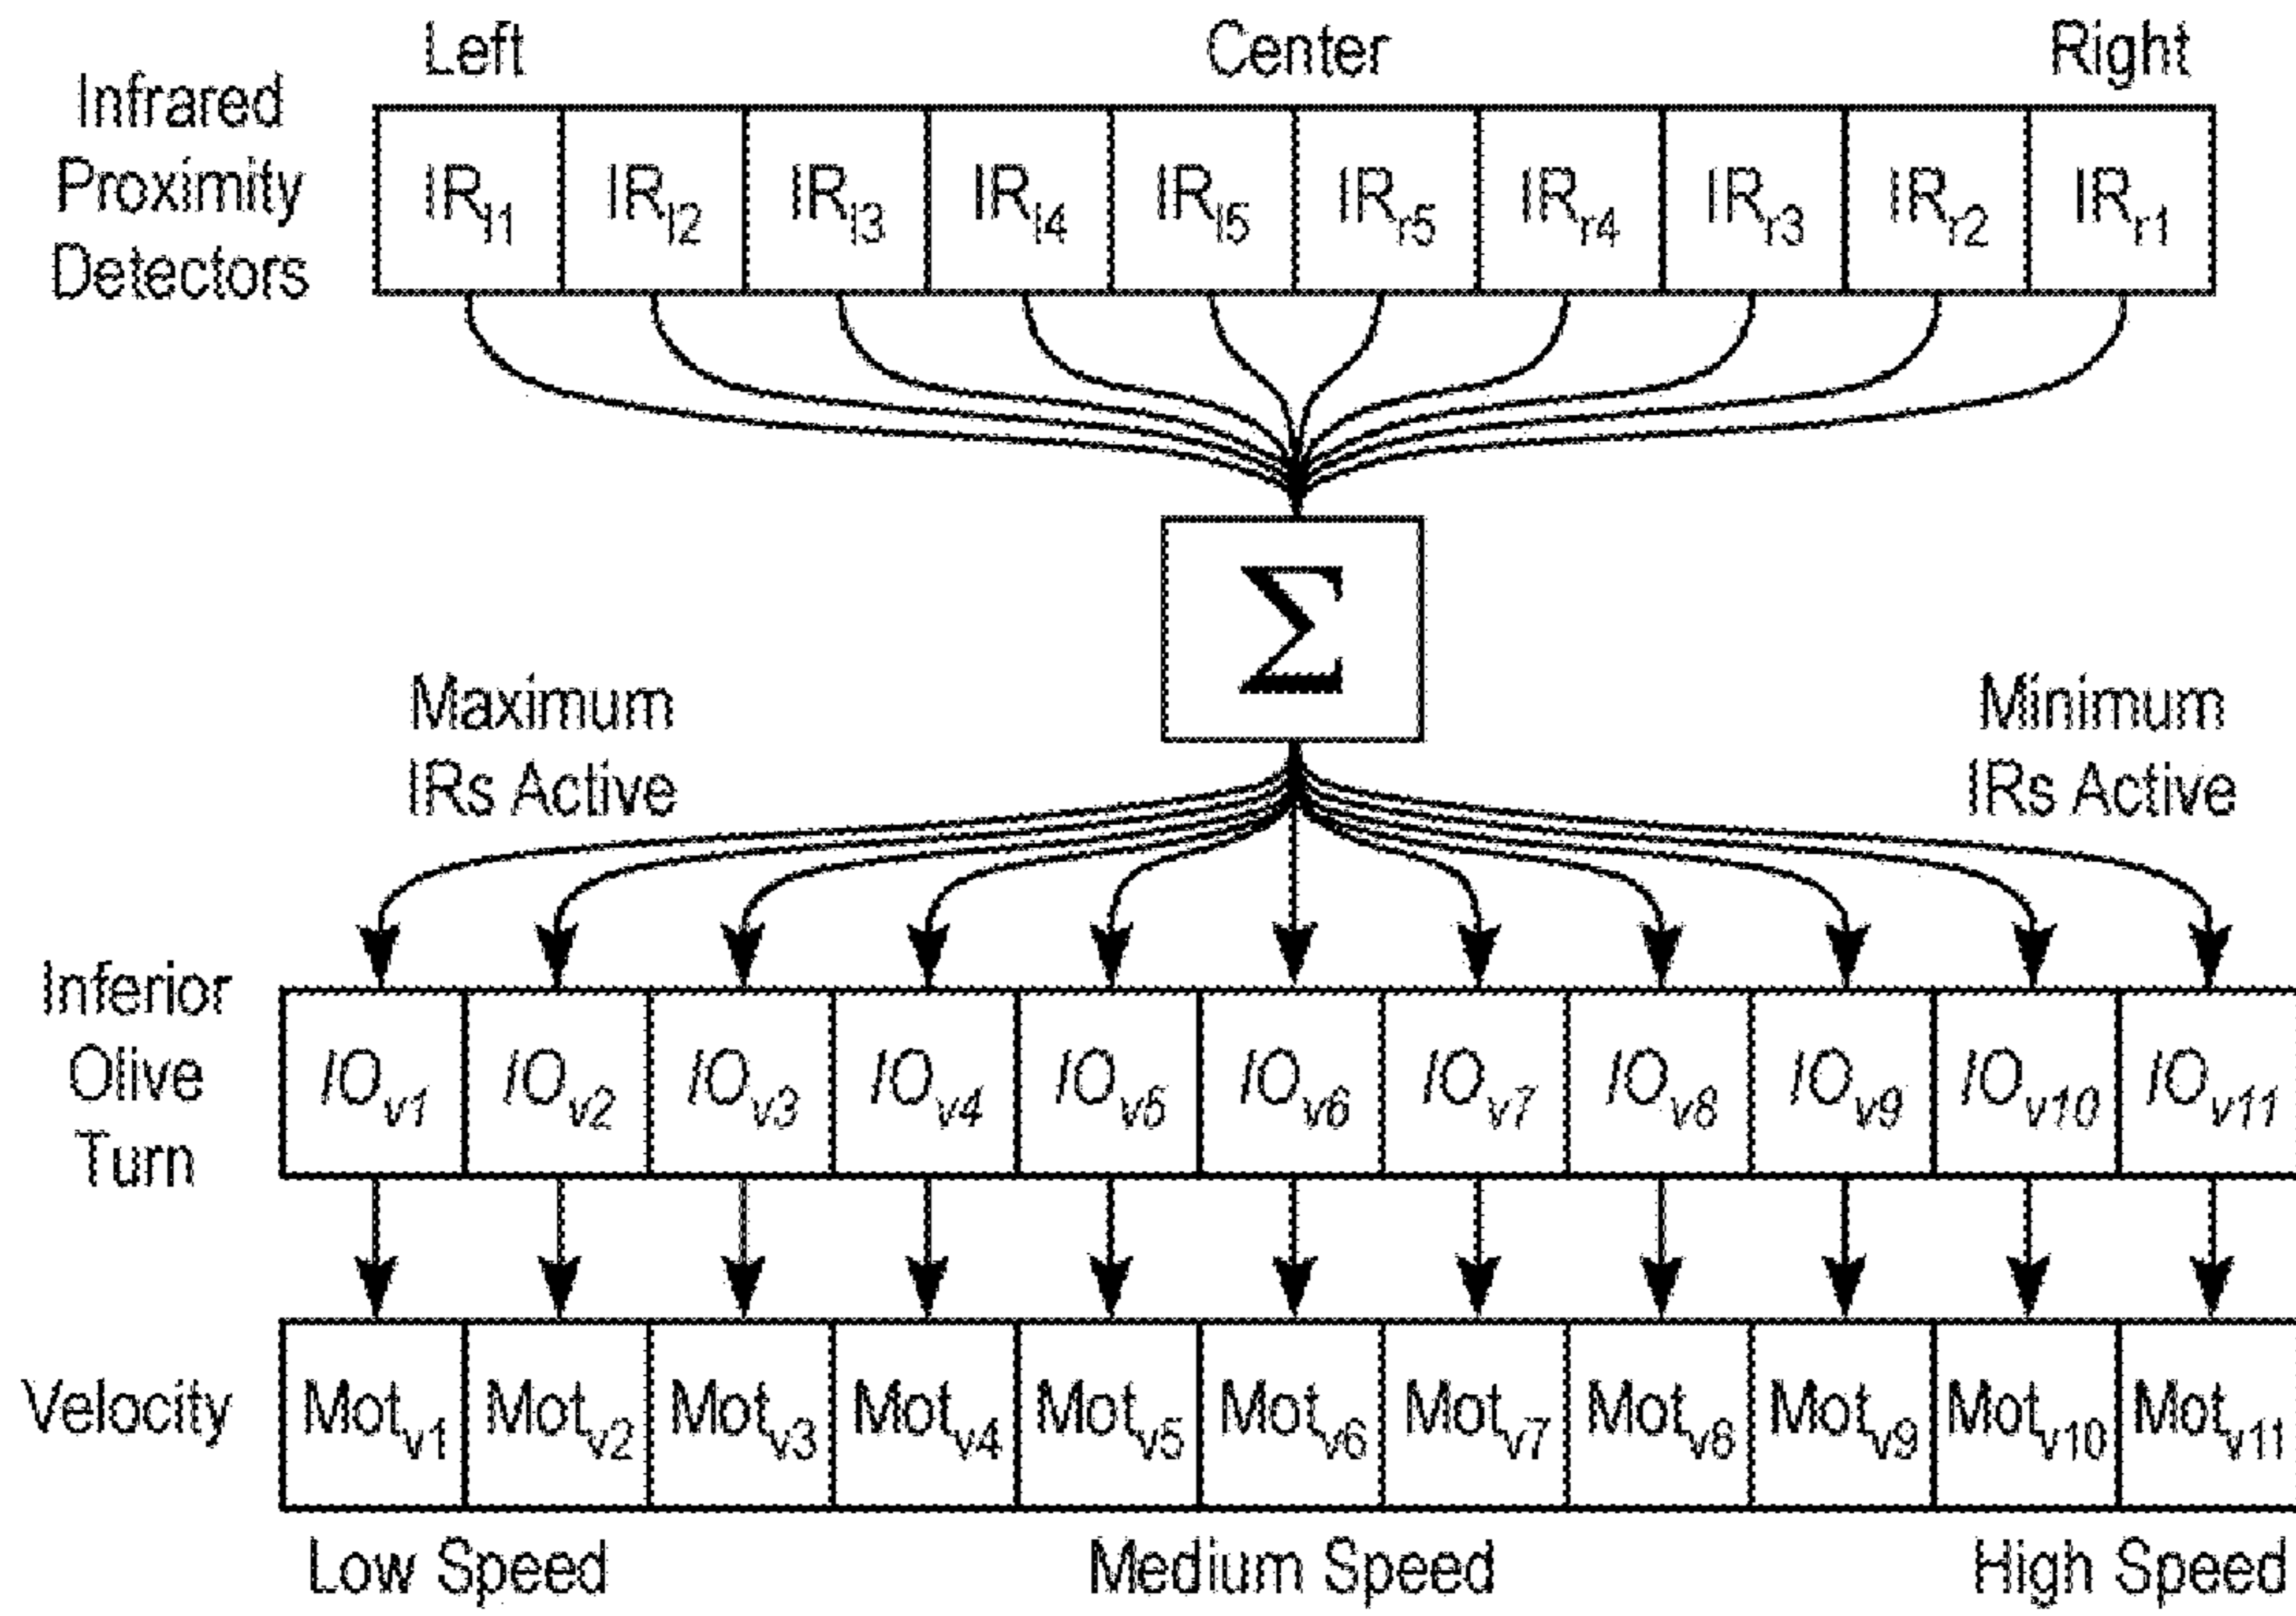 Left Center Right
Infrared
Proximity
Detectors
IRl1 IRl2 IRl3 IRl4 IRl5 IRr5 IRr4 IRr3 IRr2 IRr1
Σ
Maximum
IRs Active
Minimum
IRs Active
Inferior
Olive
Turn
IOv1 IOv2 IOv3 IOv4 IOv5 IOv6 IOv7 IOv8 IOv9 IOv10 IOv11
Velocity
Motv1 Motv2 Motv3 Motv4 Motv5 Motv6 Motv7 Motv8 Motv9 Motv10 Motv11
Low Speed Medium Speed High Speed